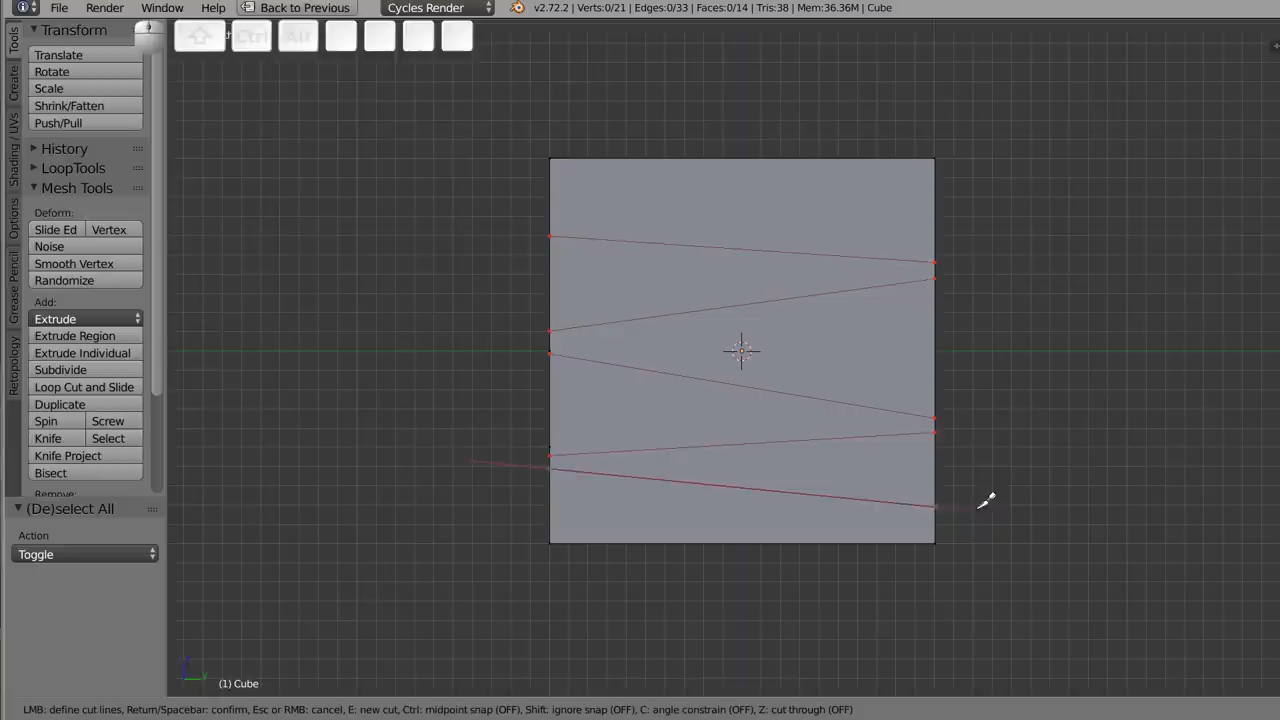 File Render Window Help Back to Previous Cycles Render v2.72.2 | Verts:0/21 | Edges:0/33 | Faces:0/14 | Tris:38 | Mem:36.36M | Cube
Tools
Create
Shading / UVs
Options
Grease Pencil
Retopology
Transform
Ctrl Alt
Translate
Rotate
Scale
Shrink/Fatten
Push/Pull
History
LoopTools
Mesh Tools
Deform:
Slide Ed Vertex
Noise
Smooth Vertex
Randomize
Add:
Extrude
Extrude Region
Extrude Individual
Subdivide
Loop Cut and Slide
Duplicate
Spin Screw
Knife Select
Knife Project
Bisect
Remove:
(De)select All
Action
Toggle
(1) Cube
LMB: define cut lines, Return/Spacebar: confirm, Esc or RMB: cancel, E: new cut, Ctrl: midpoint snap (OFF), Shift: ignore snap (OFF), C: angle constrain (OFF), Z: cut through (OFF)